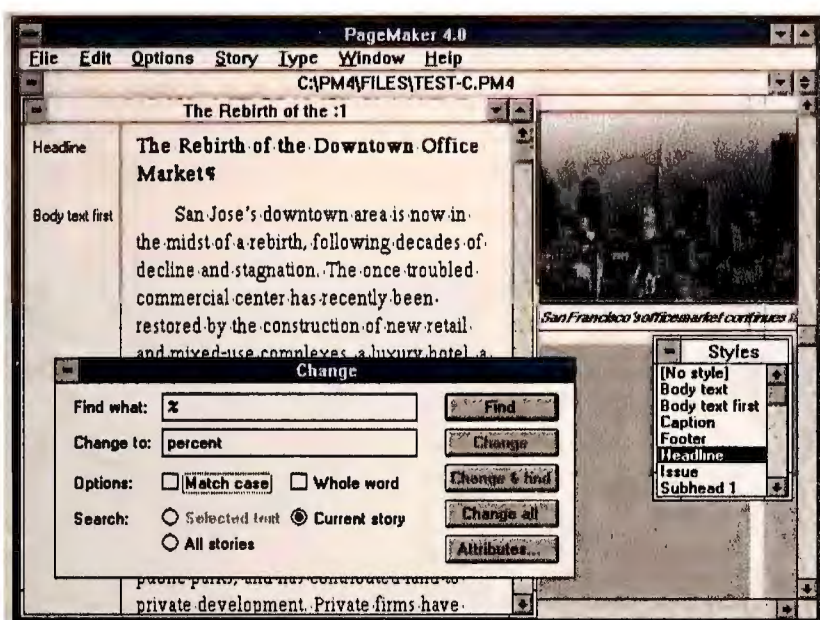 PageMaker 4.0
File Edit Options Story Type Window Help
C:\PM4\FILES\TEST-C.PM4
The Rebirth of the :1
Headline
The Rebirth of the Downtown Office
Market¶
Body text first
San Jose's downtown area is now in
the midst of a rebirth, following decades of
decline and stagnation. The once troubled
commercial center has recently been
restored by the construction of new retail
and mixed-use complexes, a luxury hotel, a
San Francisco's office market continues
Styles
[No style]
Body text
Body text first
Caption
Footer
Headline
Issue
Subhead 1
Change
Find what: %
Find
Change to: percent
Change
Options: Match case Whole word
Change & find
Search: Selected text Current story
Change all
All stories
Attributes...
public parks, and has contributed land to
private development. Private firms have